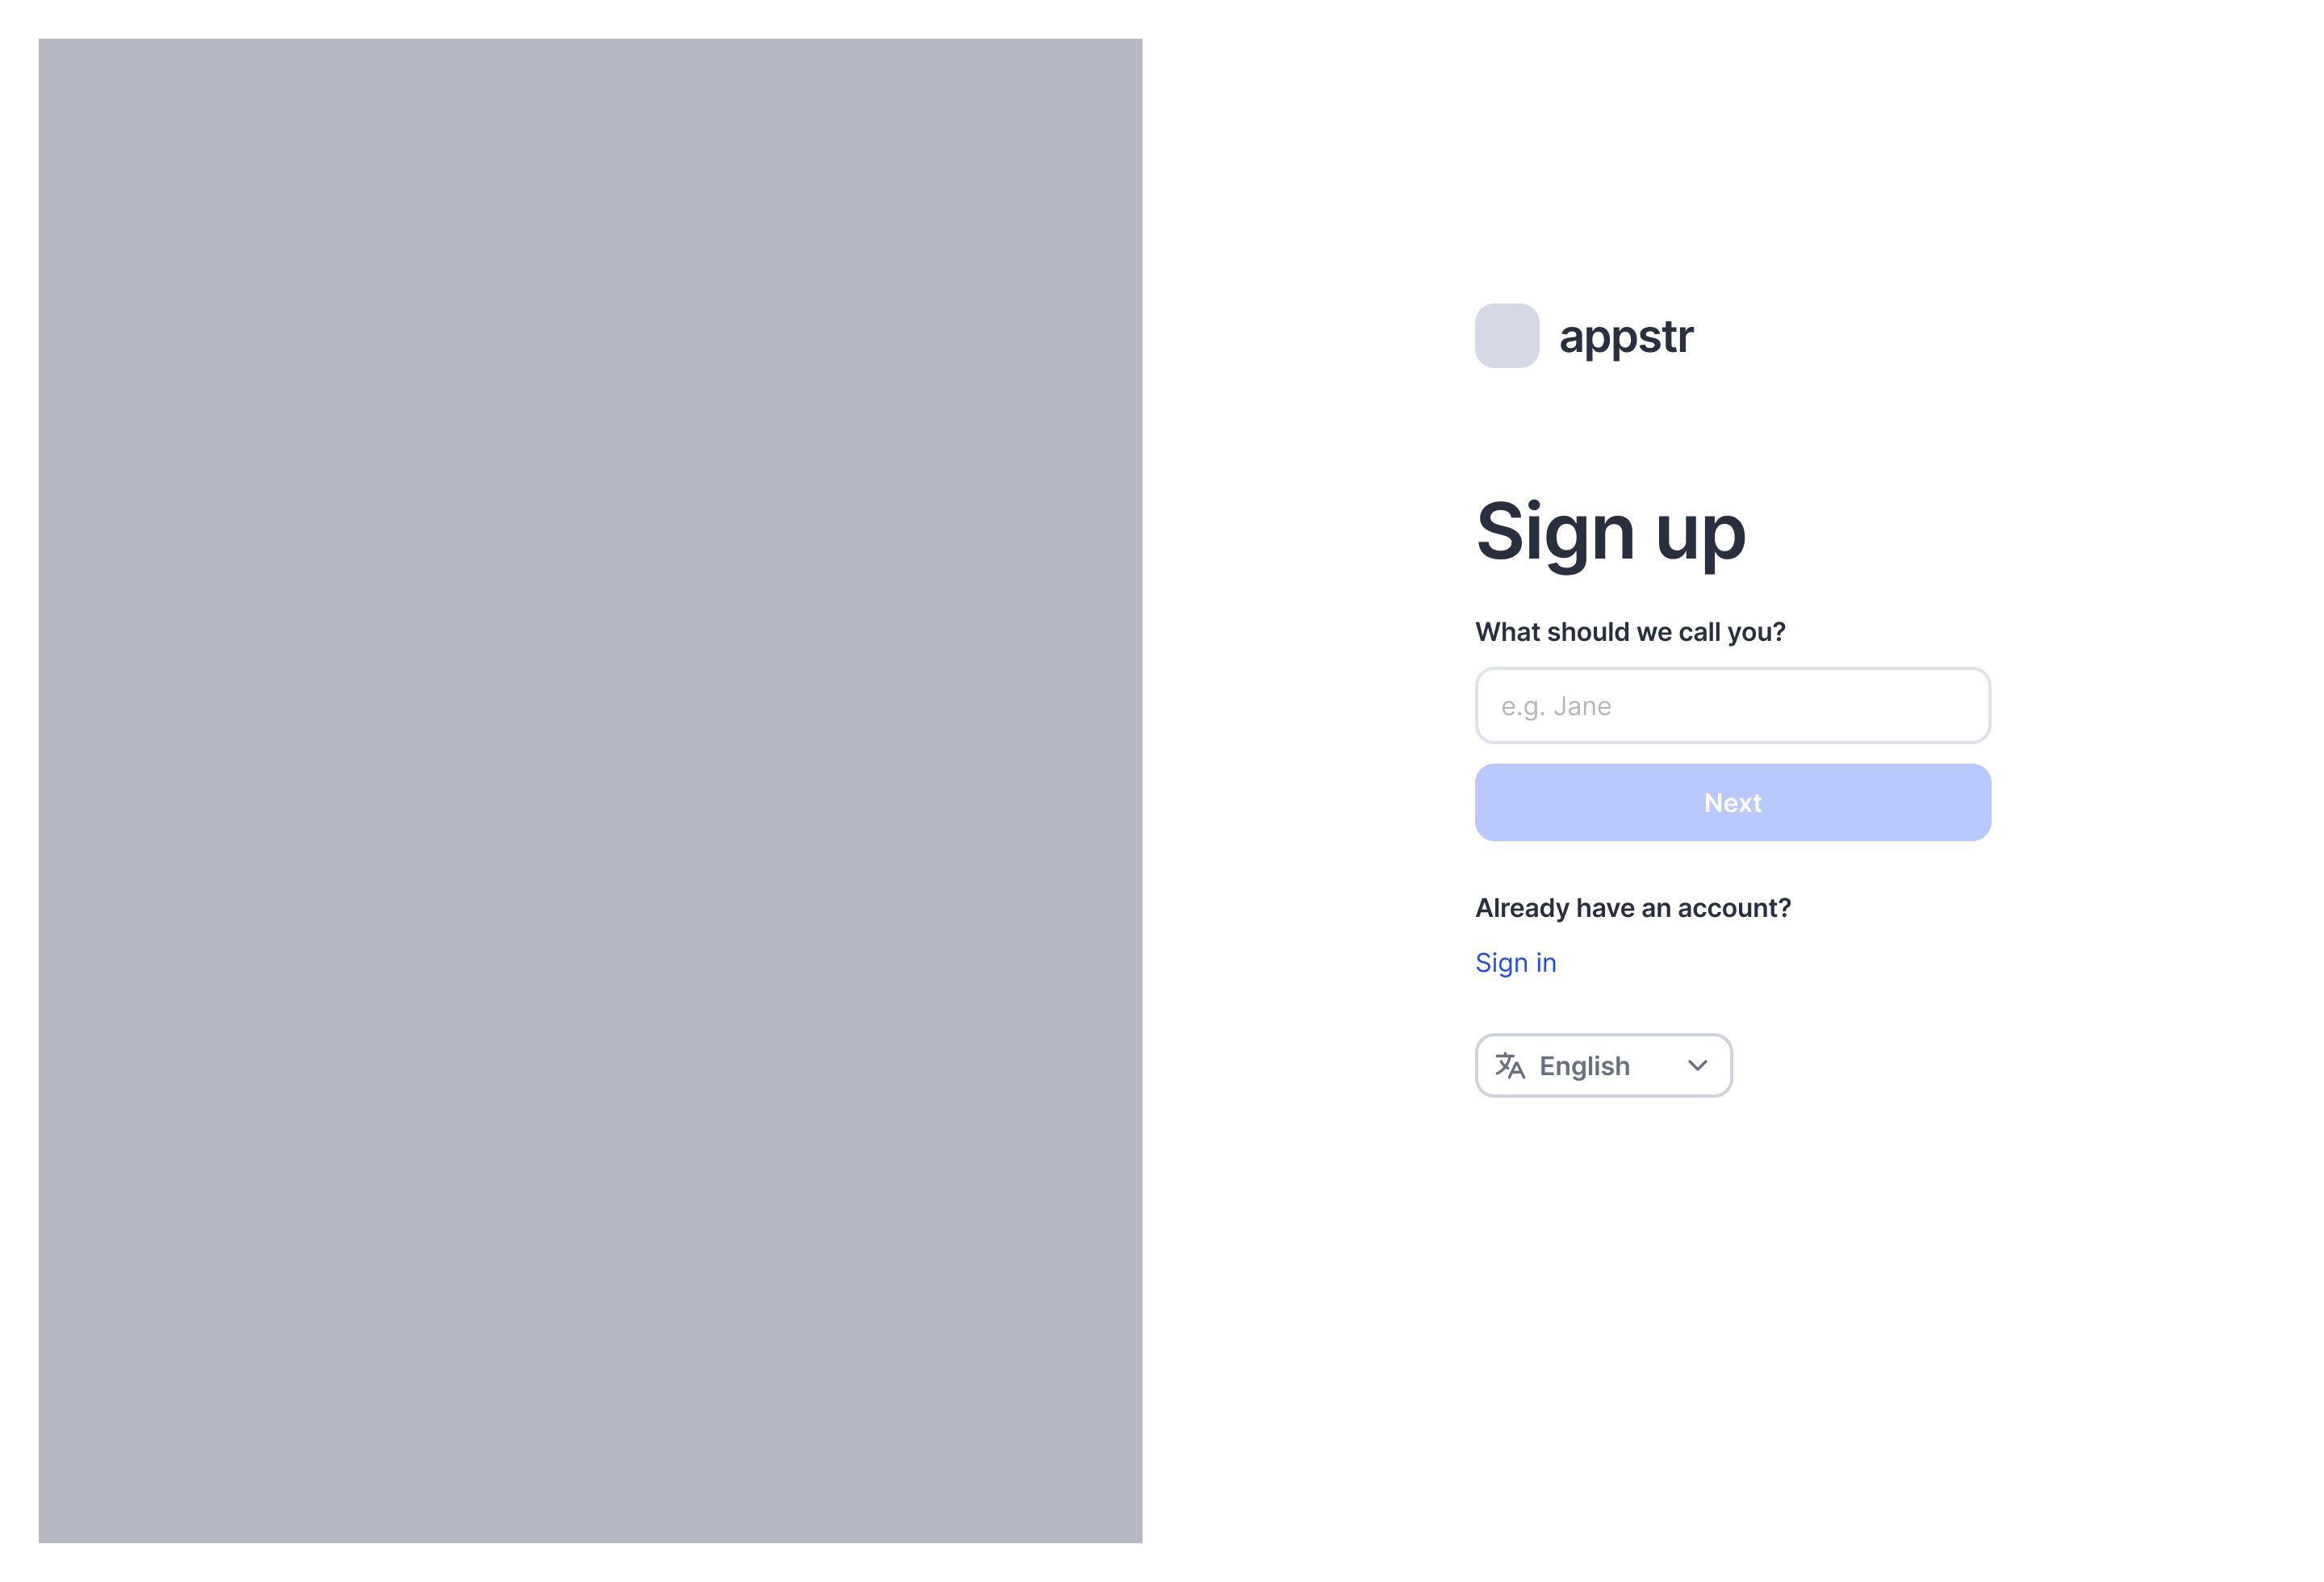 appstr
Sign up
What should we call you?
e.g. Jane
Next
Already have an account?
Sign in
English